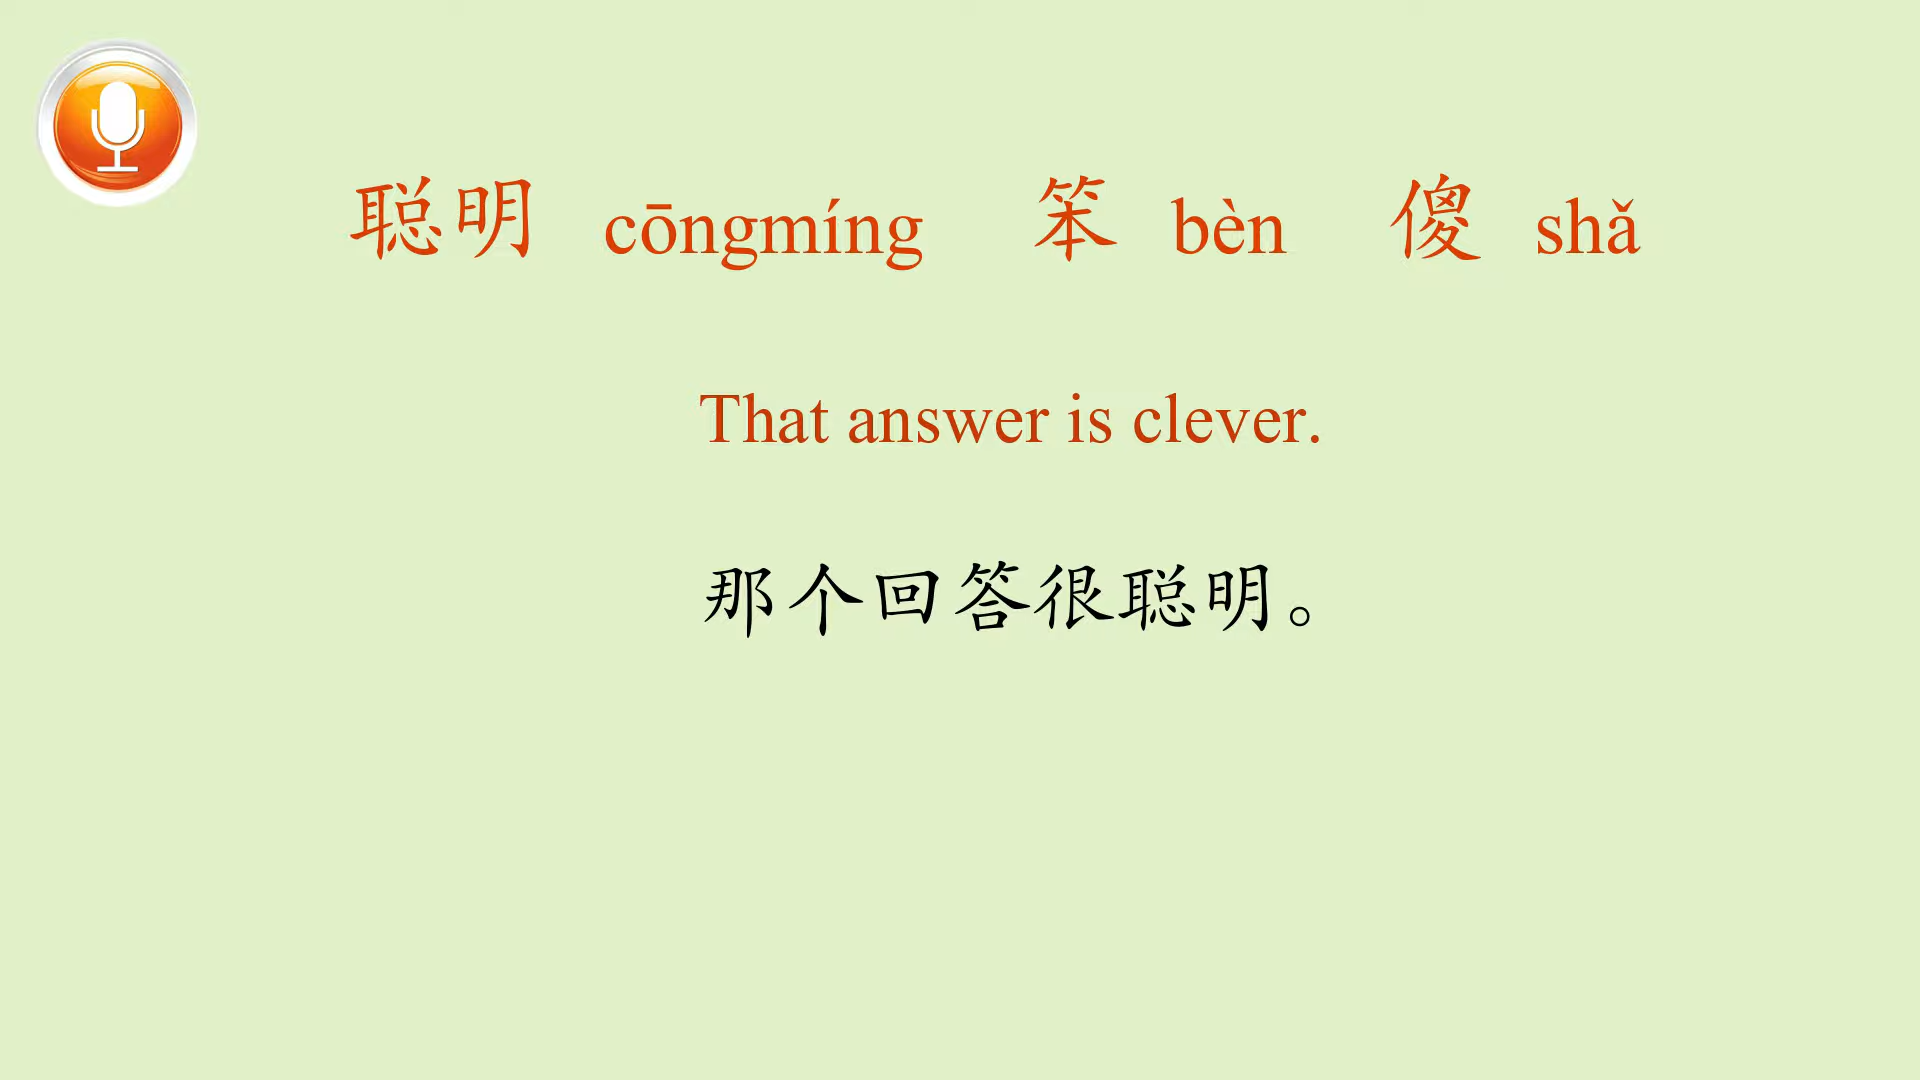 聪明 cōngmíng 笨 bèn 傻 shǎ
That answer is clever.
那个回答很聪明。